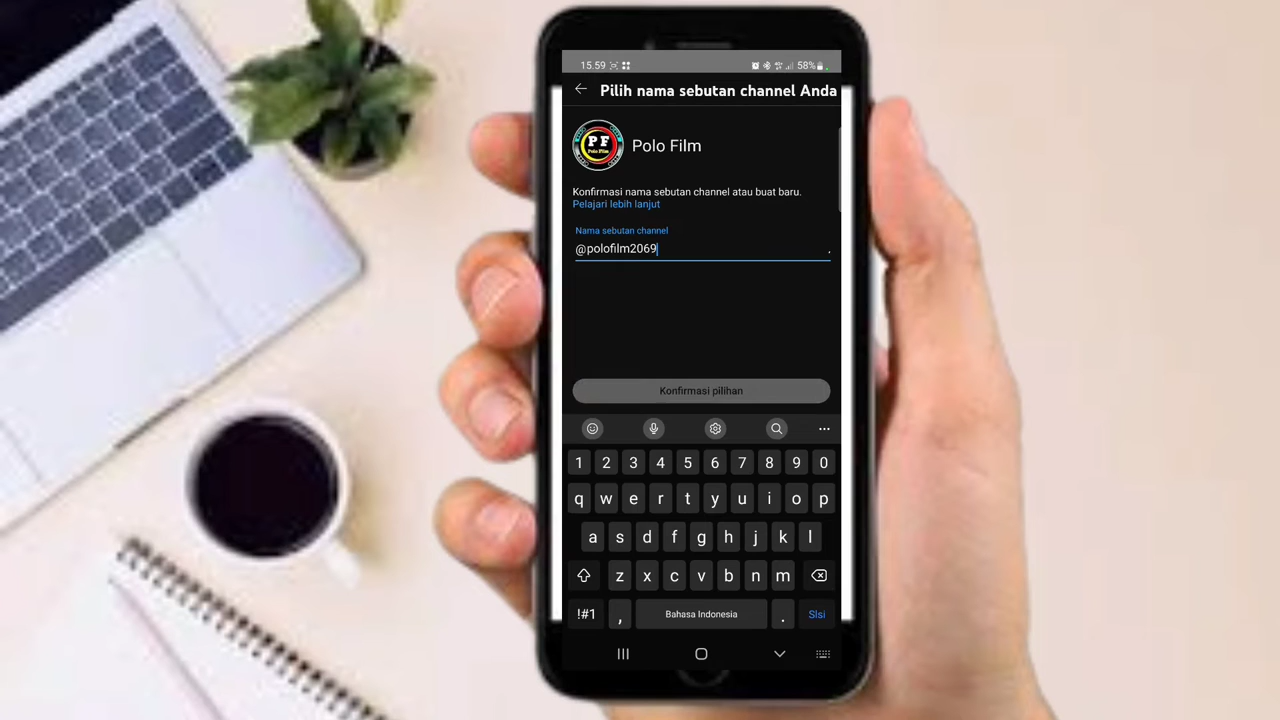 15.59
58%
Pilih nama sebutan channel Anda
PF
Polo Film
Polo Film
Konfirmasi nama sebutan channel atau buat baru.
Pelajari lebih lanjut
Nama sebutan channel
@polofilm2069
Konfirmasi pilihan
1 2 3 4 5 6 7 8 9 0
q w e r t y u i o p
a s d f g h j k l
z x c v b n m
!#1 , Bahasa Indonesia . Slsi